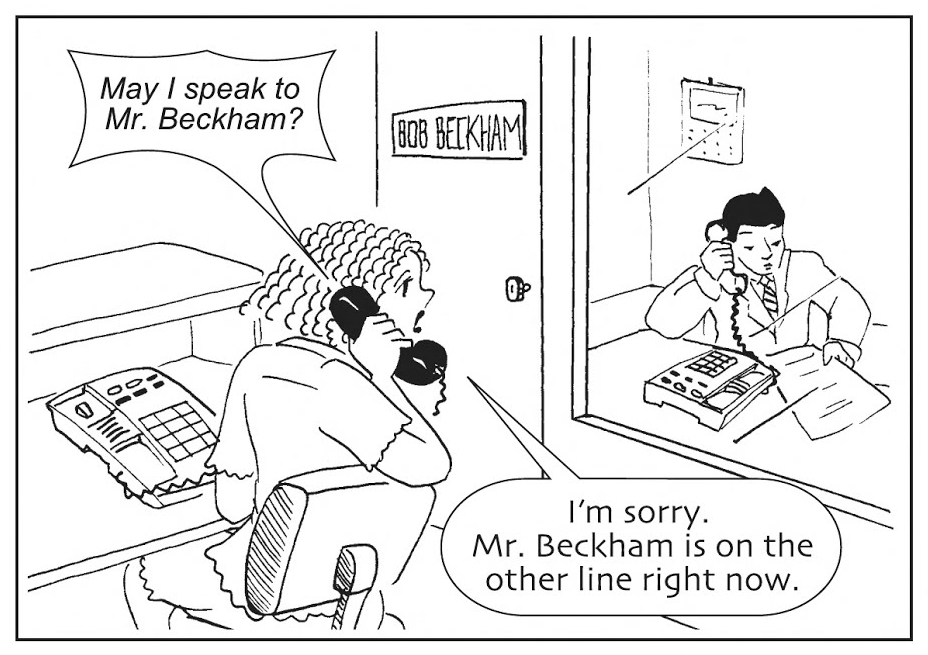 May I speak to
Mr. Beckham?
BOB BECKHAM
I'm sorry.
Mr. Beckham is on the
other line right now.